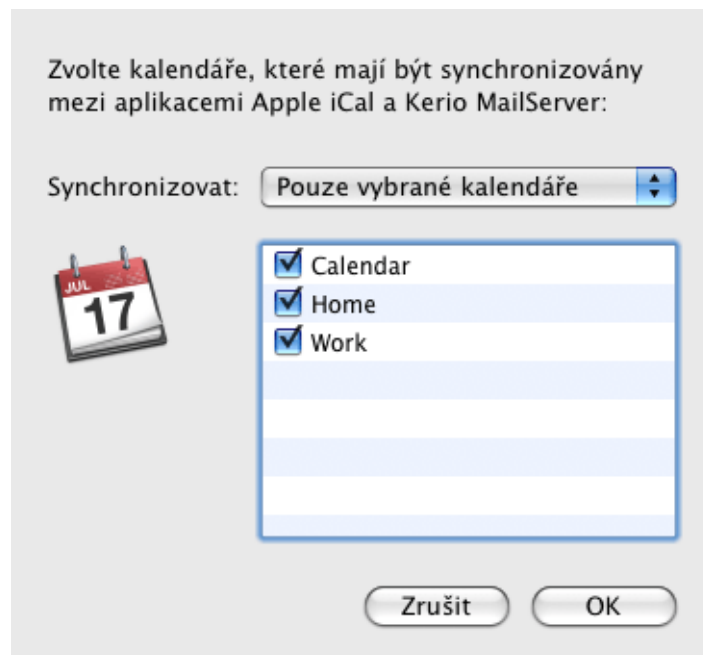 Zvolte kalendáře, které mají být synchronizovány
mezi aplikacemi Apple iCal a Kerio MailServer:
Synchronizovat: Pouze vybrané kalendáře
JUL
17
Calendar
Home
Work
Zrušit OK